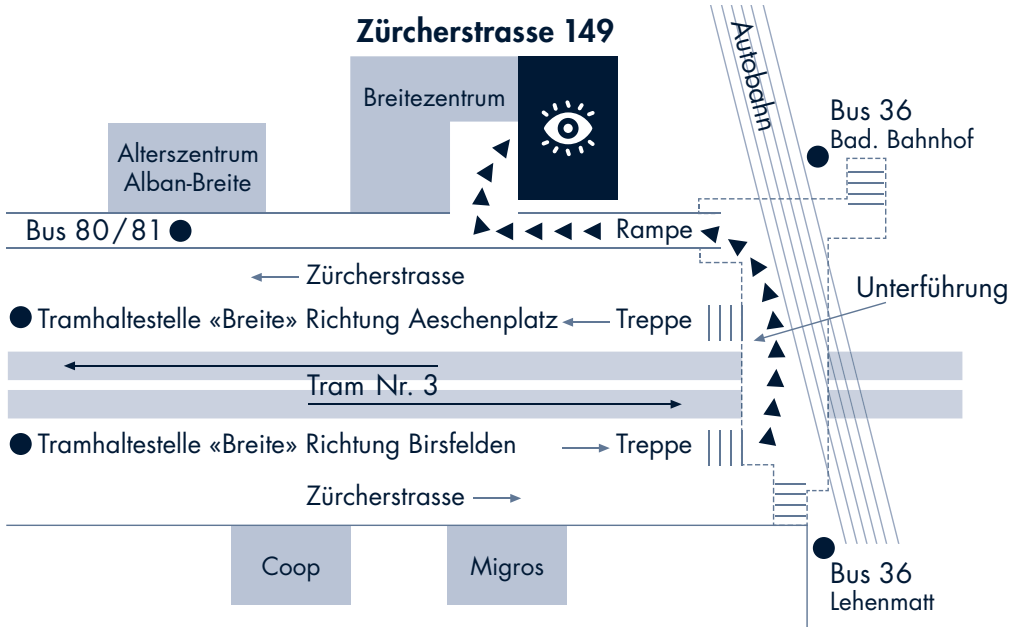 Zürcherstrasse 149
Autobahn
Breitezentrum
Bus 36
Bad. Bahnhof
Alterszentrum
Alban-Breite
Bus 80/81
Rampe
Zürcherstrasse
Unterführung
Tramhaltestelle «Breite» Richtung Aeschenplatz
Treppe
Tram Nr. 3
Tramhaltestelle «Breite» Richtung Birsfelden
Treppe
Zürcherstrasse
Coop
Migros
Bus 36
Lehenmatt